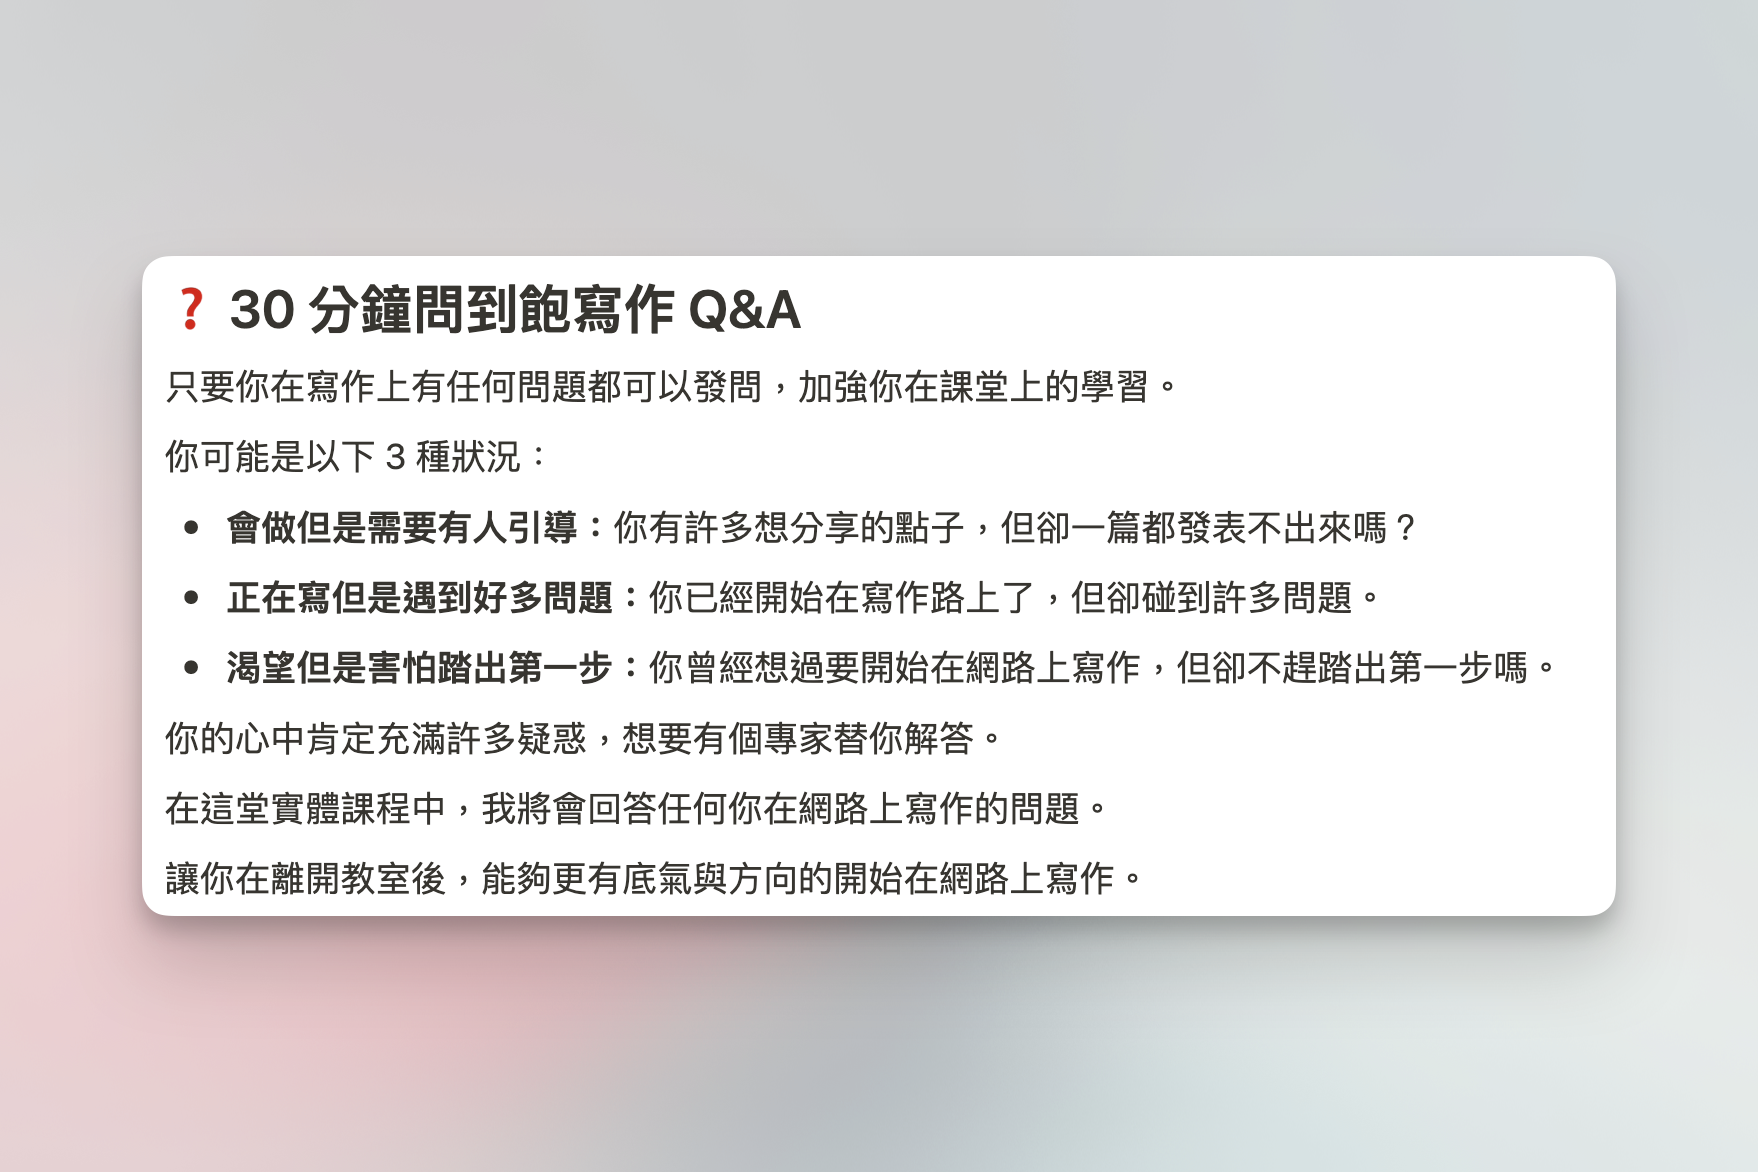 ❓ 30 分鐘問到飽寫作 Q&A
只要你在寫作上有任何問題都可以發問，加強你在課堂上的學習。
你可能是以下 3 種狀況：
• 會做但是需要有人引導：你有許多想分享的點子，但卻一篇都發表不出來嗎？
• 正在寫但是遇到好多問題：你已經開始在寫作路上了，但卻碰到許多問題。
• 渴望但是害怕踏出第一步：你曾經想過要開始在網路上寫作，但卻不趕踏出第一步嗎。
你的心中肯定充滿許多疑惑，想要有個專家替你解答。
在這堂實體課程中，我將會回答任何你在網路上寫作的問題。
讓你在離開教室後，能夠更有底氣與方向的開始在網路上寫作。